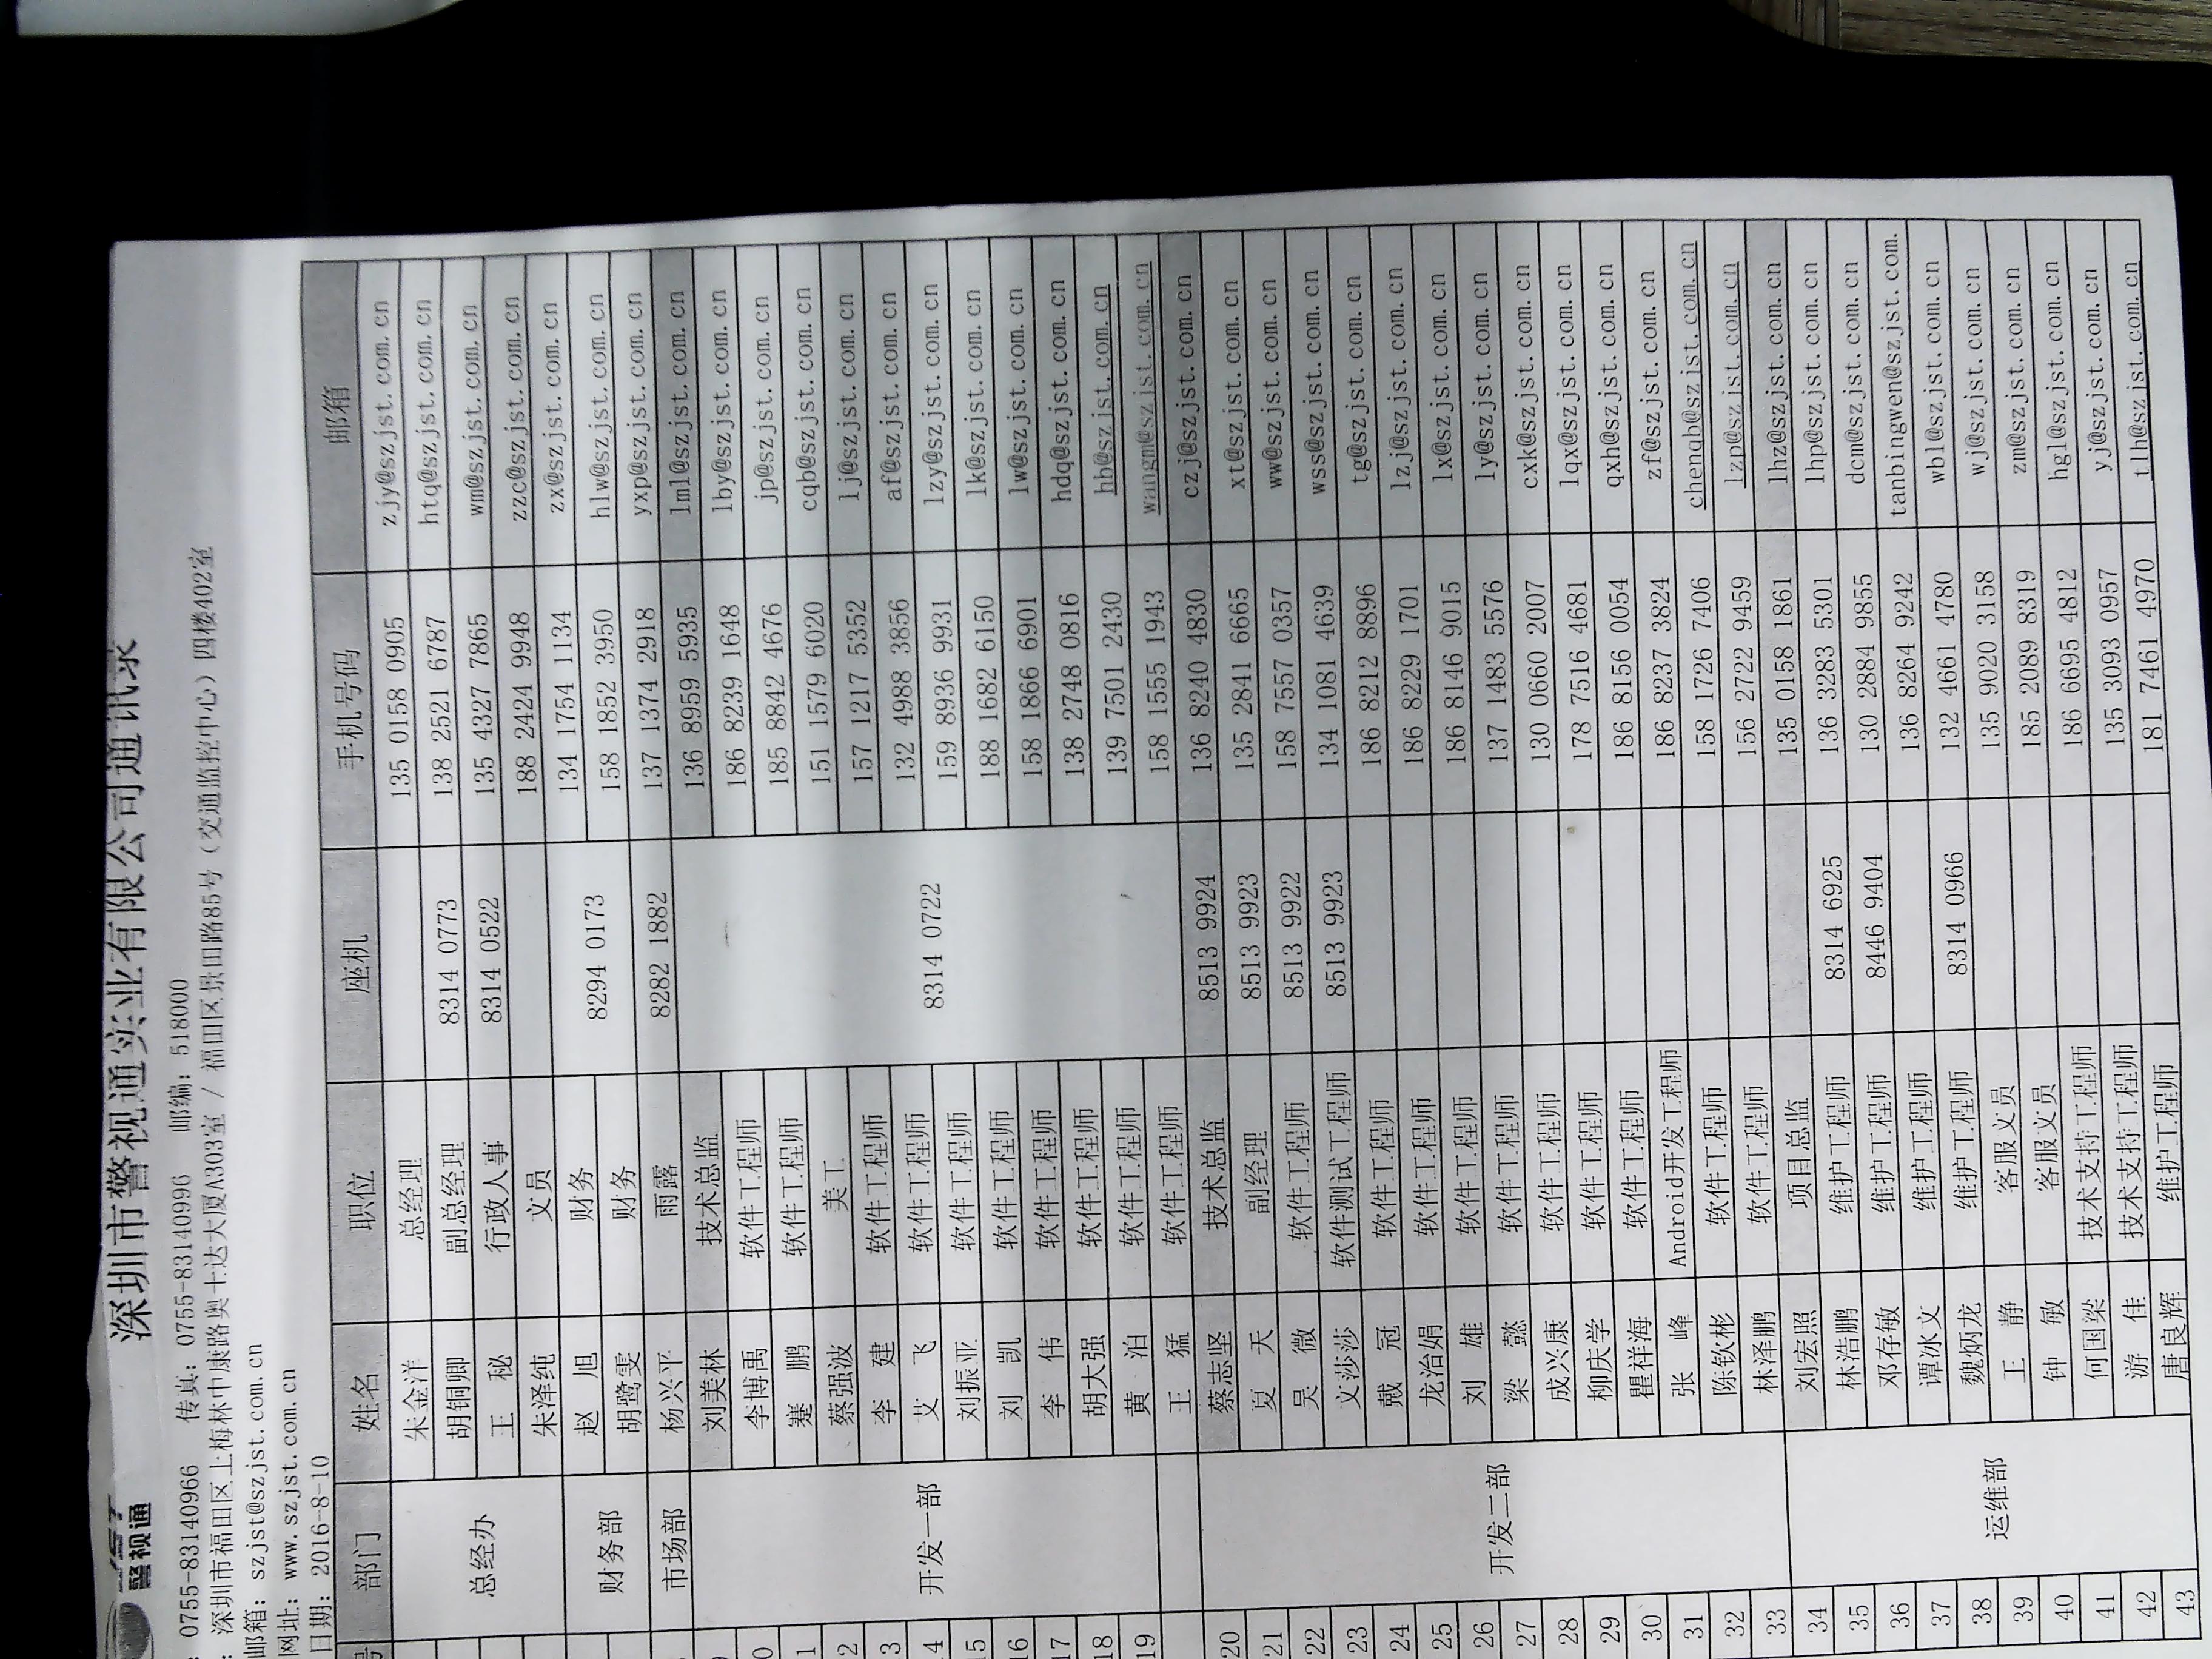 警视通
深圳市警视通实业有限公司通讯录
0755-83140966 传真: 0755-83140996 邮编: 518000
深圳市福田区上梅林中康路奥士达大厦A303室 / 福田区景田路85号（交通监控中心）四楼402室
邮箱: szjst@szjst.com.cn
网址: www.szjst.com.cn
日期: 2016-8-10
号 部门 姓名 职位 座机 手机号码 邮箱
总经办 朱金洋 总经理 135 0158 0905 zjy@szjst.com.cn
胡铜卿 副总经理 8314 0773 138 2521 6787 htq@szjst.com.cn
王 秘 行政人事 8314 0522 135 4327 7865 wm@szjst.com.cn
朱泽纯 文员 188 2424 9948 zzc@szjst.com.cn
财务部 赵 旭 财务 8294 0173 134 1754 1134 zx@szjst.com.cn
胡鹭雯 财务 158 1852 3950 hlw@szjst.com.cn
市场部 杨兴平 雨露 8282 1882 137 1374 2918 yxp@szjst.com.cn
开发一部 刘美林 技术总监 8314 0722 136 8959 5935 lml@szjst.com.cn
0 李博禹 软件工程师 186 8239 1648 lby@szjst.com.cn
1 蹇 鹏 软件工程师 185 8842 4676 jp@szjst.com.cn
2 蔡强波 美工 151 1579 6020 cqb@szjst.com.cn
3 李 建 软件工程师 157 1217 5352 lj@szjst.com.cn
4 艾 飞 软件工程师 132 4988 3856 af@szjst.com.cn
15 刘振亚 软件工程师 159 8936 9931 lzy@szjst.com.cn
16 刘 凯 软件工程师 188 1682 6150 lk@szjst.com.cn
17 李 伟 软件工程师 158 1866 6901 lw@szjst.com.cn
18 胡大强 软件工程师 138 2748 0816 hdq@szjst.com.cn
19 黄 泊 软件工程师 139 7501 2430 hb@szjst.com.cn
王 猛 软件工程师 158 1555 1943 wangm@szjst.com.cn
20 开发二部 蔡志坚 技术总监 8513 9924 136 8240 4830 czj@szjst.com.cn
21 夏 天 副经理 8513 9923 135 2841 6665 xt@szjst.com.cn
22 吴 微 软件工程师 8513 9922 158 7557 0357 ww@szjst.com.cn
23 文莎莎 软件测试工程师 8513 9923 134 1081 4639 wss@szjst.com.cn
24 戴 冠 软件工程师 186 8212 8896 tg@szjst.com.cn
25 龙治娟 软件工程师 186 8229 1701 lzj@szjst.com.cn
26 刘 雄 软件工程师 186 8146 9015 lx@szjst.com.cn
27 梁 懿 软件工程师 137 1483 5576 ly@szjst.com.cn
28 成兴康 软件工程师 130 0660 2007 cxk@szjst.com.cn
29 柳庆学 软件工程师 178 7516 4681 lqx@szjst.com.cn
30 瞿祥海 软件工程师 186 8156 0054 qxh@szjst.com.cn
31 张 峰 Android开发工程师 186 8237 3824 zf@szjst.com.cn
32 陈钦彬 软件工程师 158 1726 7406 chenqb@szjst.com.cn
33 林泽鹏 软件工程师 156 2722 9459 lzp@szjst.com.cn
34 运维部 刘宏照 项目总监 135 0158 1861 lhz@szjst.com.cn
35 林浩鹏 维护工程师 8314 6925 136 3283 5301 lhp@szjst.com.cn
36 邓存敏 维护工程师 8446 9404 130 2884 9855 dcm@szjst.com.cn
37 谭冰文 维护工程师 136 8264 9242 tanbingwen@szjst.com.
38 魏炳龙 维护工程师 8314 0966 132 4661 4780 wbl@szjst.com.cn
39 王 静 客服文员 135 9020 3158 wj@szjst.com.cn
40 钟 敏 客服文员 185 2089 8319 zm@szjst.com.cn
41 何国梁 技术支持工程师 186 6695 4812 hgl@szjst.com.cn
42 游 佳 技术支持工程师 135 3093 0957 yj@szjst.com.cn
43 唐良辉 维护工程师 181 7461 4970 tlh@szjst.com.cn